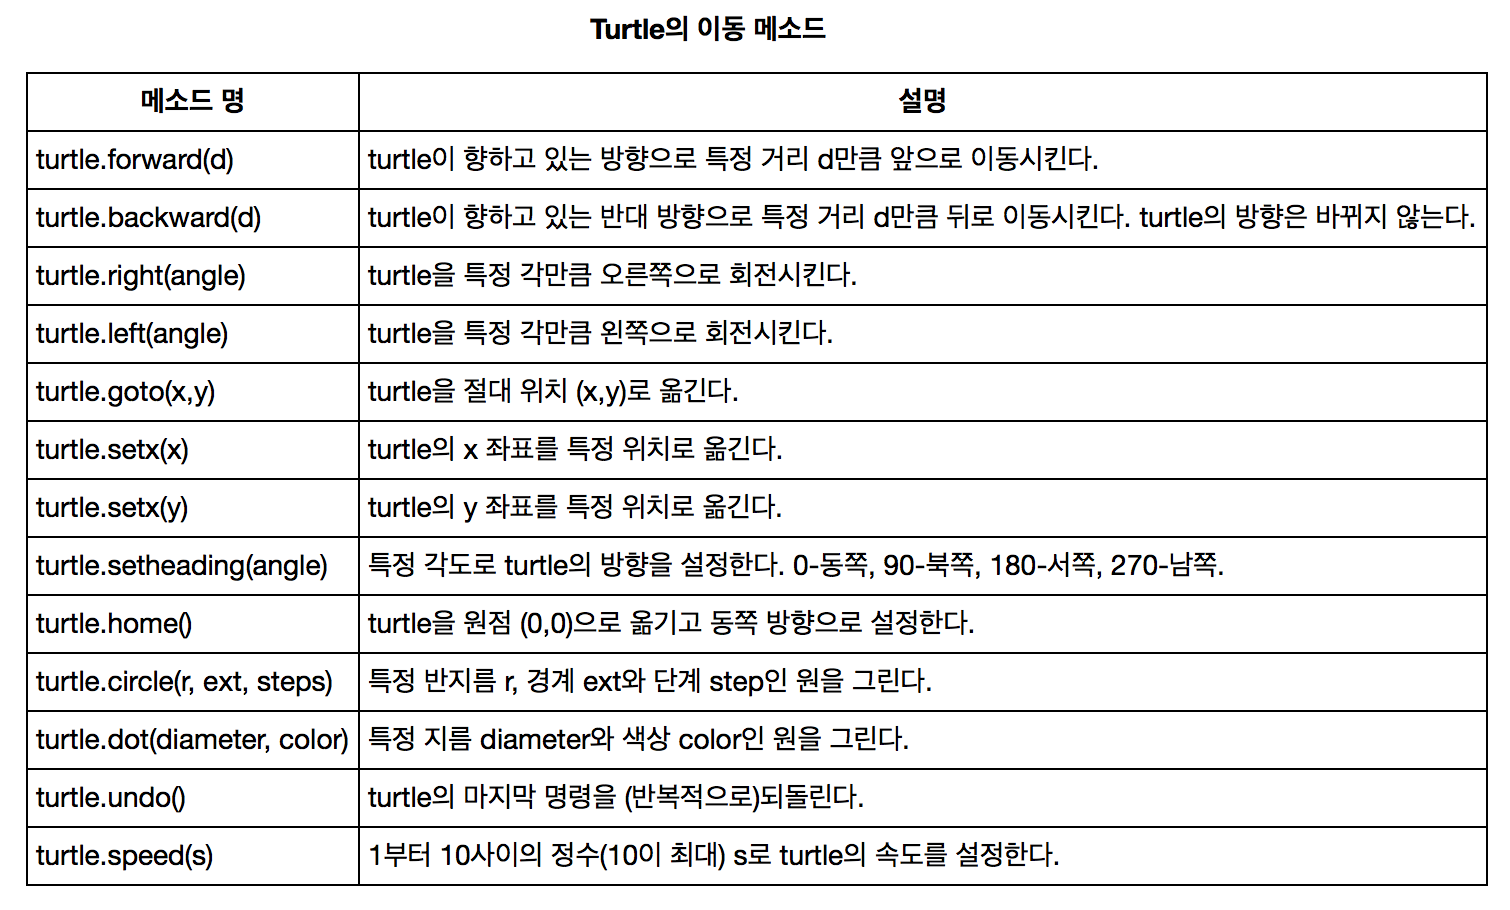 Turtle의 이동 메소드
메소드 명 설명
turtle.forward(d) turtle이 향하고 있는 방향으로 특정 거리 d만큼 앞으로 이동시킨다.
turtle.backward(d) turtle이 향하고 있는 반대 방향으로 특정 거리 d만큼 뒤로 이동시킨다. turtle의 방향은 바뀌지 않는다.
turtle.right(angle) turtle을 특정 각만큼 오른쪽으로 회전시킨다.
turtle.left(angle) turtle을 특정 각만큼 왼쪽으로 회전시킨다.
turtle.goto(x,y) turtle을 절대 위치 (x,y)로 옮긴다.
turtle.setx(x) turtle의 x 좌표를 특정 위치로 옮긴다.
turtle.setx(y) turtle의 y 좌표를 특정 위치로 옮긴다.
turtle.setheading(angle) 특정 각도로 turtle의 방향을 설정한다. 0-동쪽, 90-북쪽, 180-서쪽, 270-남쪽.
turtle.home() turtle을 원점 (0,0)으로 옮기고 동쪽 방향으로 설정한다.
turtle.circle(r, ext, steps) 특정 반지름 r, 경계 ext와 단계 step인 원을 그린다.
turtle.dot(diameter, color) 특정 지름 diameter와 색상 color인 원을 그린다.
turtle.undo() turtle의 마지막 명령을 (반복적으로)되돌린다.
turtle.speed(s) 1부터 10사이의 정수(10이 최대) s로 turtle의 속도를 설정한다.